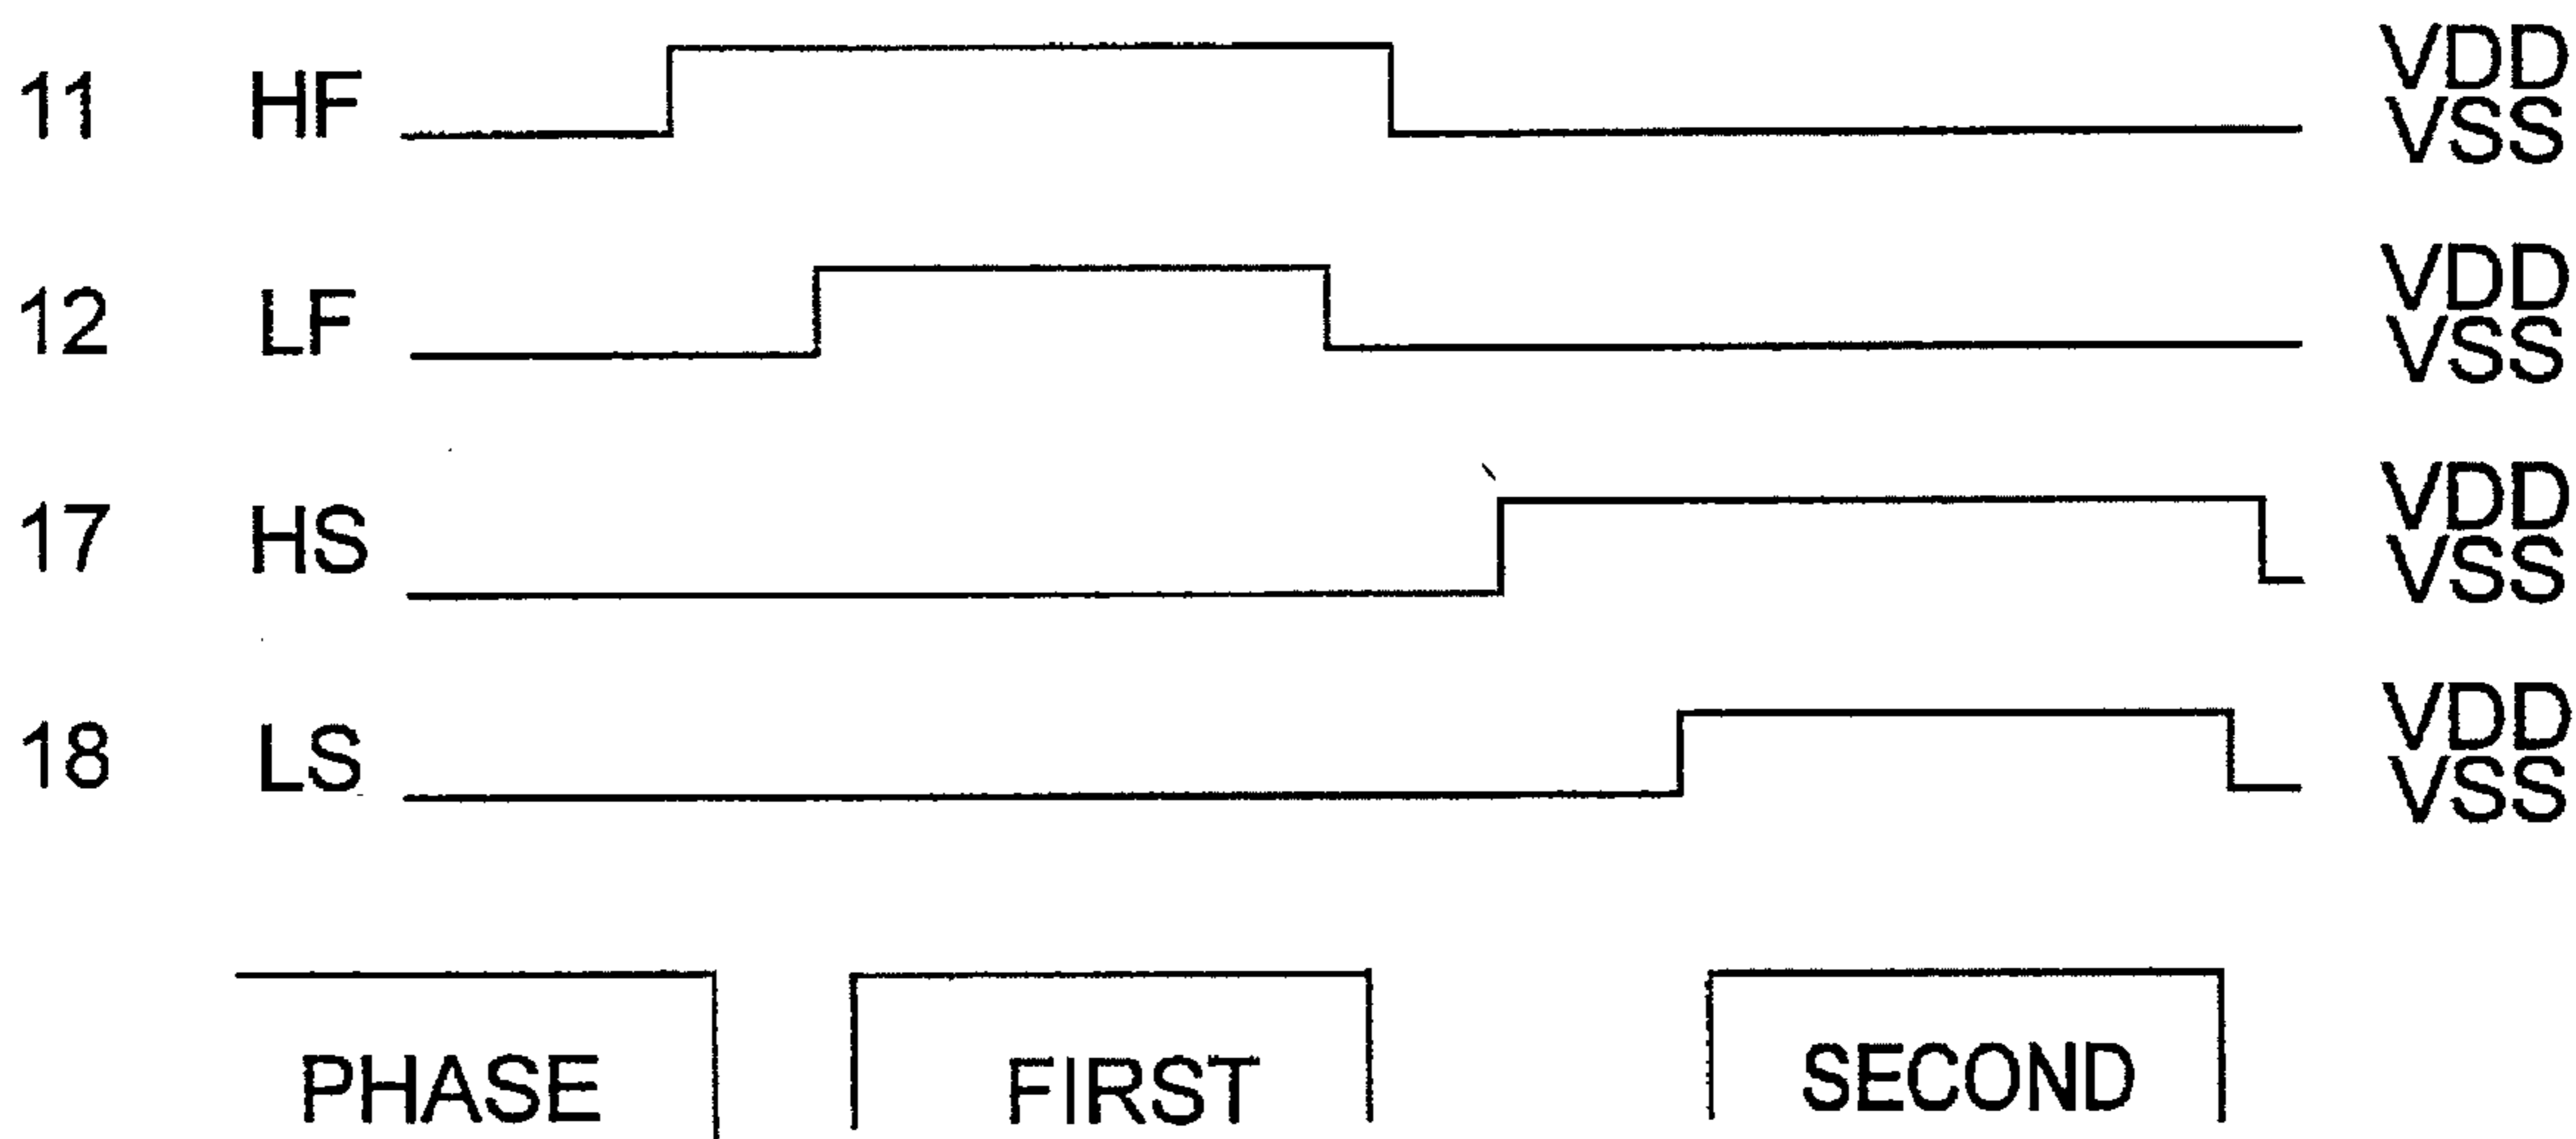 11 HF VDD
VSS
12 LF VDD
VSS
17 HS VDD
VSS
18 LS VDD
VSS
PHASE FIRST SECOND